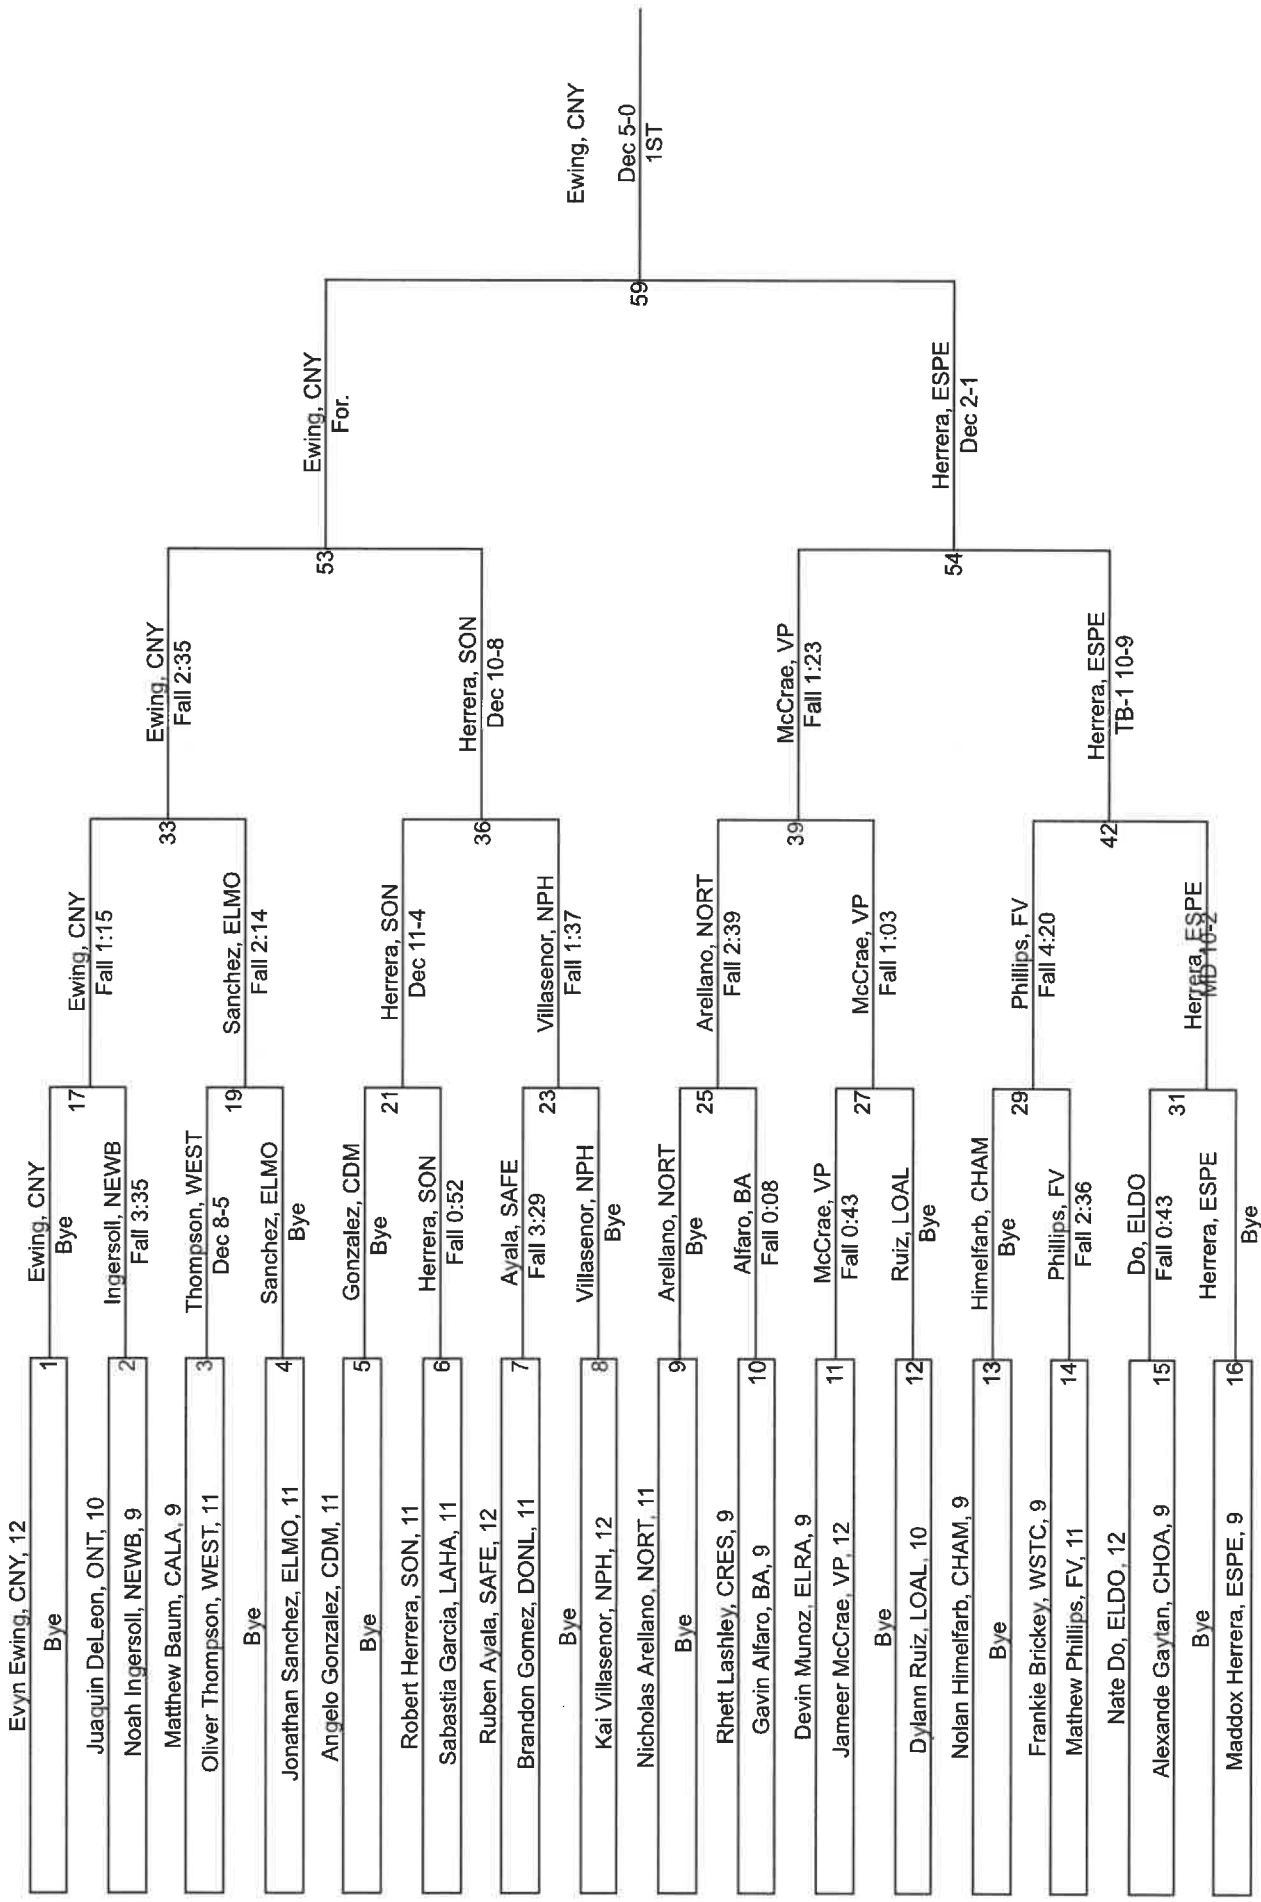 Evyn Ewing, CNY, 12
1
Bye
Juaquin DeLeon, ONT, 10
2
Noah Ingersoll, NEWB, 9
Matthew Baum, CALA, 9
3
Oliver Thompson, WEST, 11
Bye
4
Jonathan Sanchez, ELMO, 11
Angelo Gonzalez, CDM, 11
5
Bye
Robert Herrera, SON, 11
6
Sabastia Garcia, LAHA, 11
Ruben Ayala, SAFE, 12
7
Brandon Gomez, DONL, 11
Bye
8
Kai Villasenor, NPH, 12
Nicholas Arellano, NORT, 11
9
Bye
Rhett Lashley, CRES, 9
10
Gavin Alfaro, BA, 9
Devin Munoz, ELRA, 9
11
Jameer McCrae, VP, 12
Bye
12
Dylann Ruiz, LOAL, 10
Nolan Himelfarb, CHAM, 9
13
Bye
Frankie Brickey, WSTC, 9
14
Mathew Phillips, FV, 11
Nate Do, ELDO, 12
15
Alexande Gaytan, CHOA, 9
Bye
16
Maddox Herrera, ESPE, 9
Ewing, CNY
Bye
17
Ingersoll, NEWB
Fall 3:35
Thompson, WEST
Dec 8-5
19
Sanchez, ELMO
Bye
Gonzalez, CDM
Bye
21
Herrera, SON
Fall 0:52
Ayala, SAFE
Fall 3:29
23
Villasenor, NPH
Bye
Arellano, NORT
Bye
25
Alfaro, BA
Fall 0:08
McCrae, VP
Fall 0:43
27
Ruiz, LOAL
Bye
Himelfarb, CHAM
Bye
29
Phillips, FV
Fall 2:36
Do, ELDO
Fall 0:43
31
Herrera, ESPE
Bye
Ewing, CNY
Fall 1:15
33
Sanchez, ELMO
Fall 2:14
Herrera, SON
Dec 11-4
36
Villasenor, NPH
Fall 1:37
Arellano, NORT
Fall 2:39
39
McCrae, VP
Fall 1:03
Phillips, FV
Fall 4:20
42
Herrera, ESPE
MD 10-2
Ewing, CNY
Fall 2:35
53
Herrera, SON
Dec 10-8
McCrae, VP
Fall 1:23
54
Herrera, ESPE
TB-1 10-9
Ewing, CNY
For.
59
Herrera, ESPE
Dec 2-1
Ewing, CNY
Dec 5-0
1ST